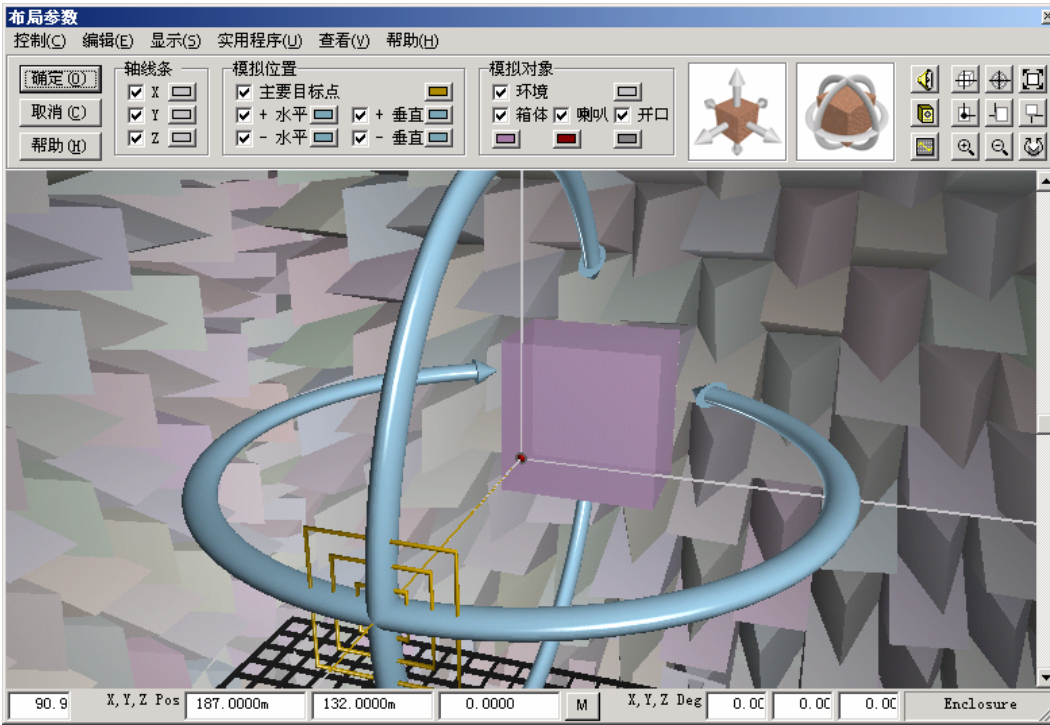 布局参数
控制(C) 编辑(E) 显示(S) 实用程序(U) 查看(V) 帮助(H)
确定(O)
取消(C)
帮助(H)
轴线条
X
Y
Z
模拟位置
主要目标点
+ 水平 + 垂直
- 水平 - 垂直
模拟对象
环境
箱体 喇叭 开口
90.9 X,Y,Z Pos 187.0000m 132.0000m 0.0000 M X,Y,Z Deg 0.00 0.00 0.00 Enclosure